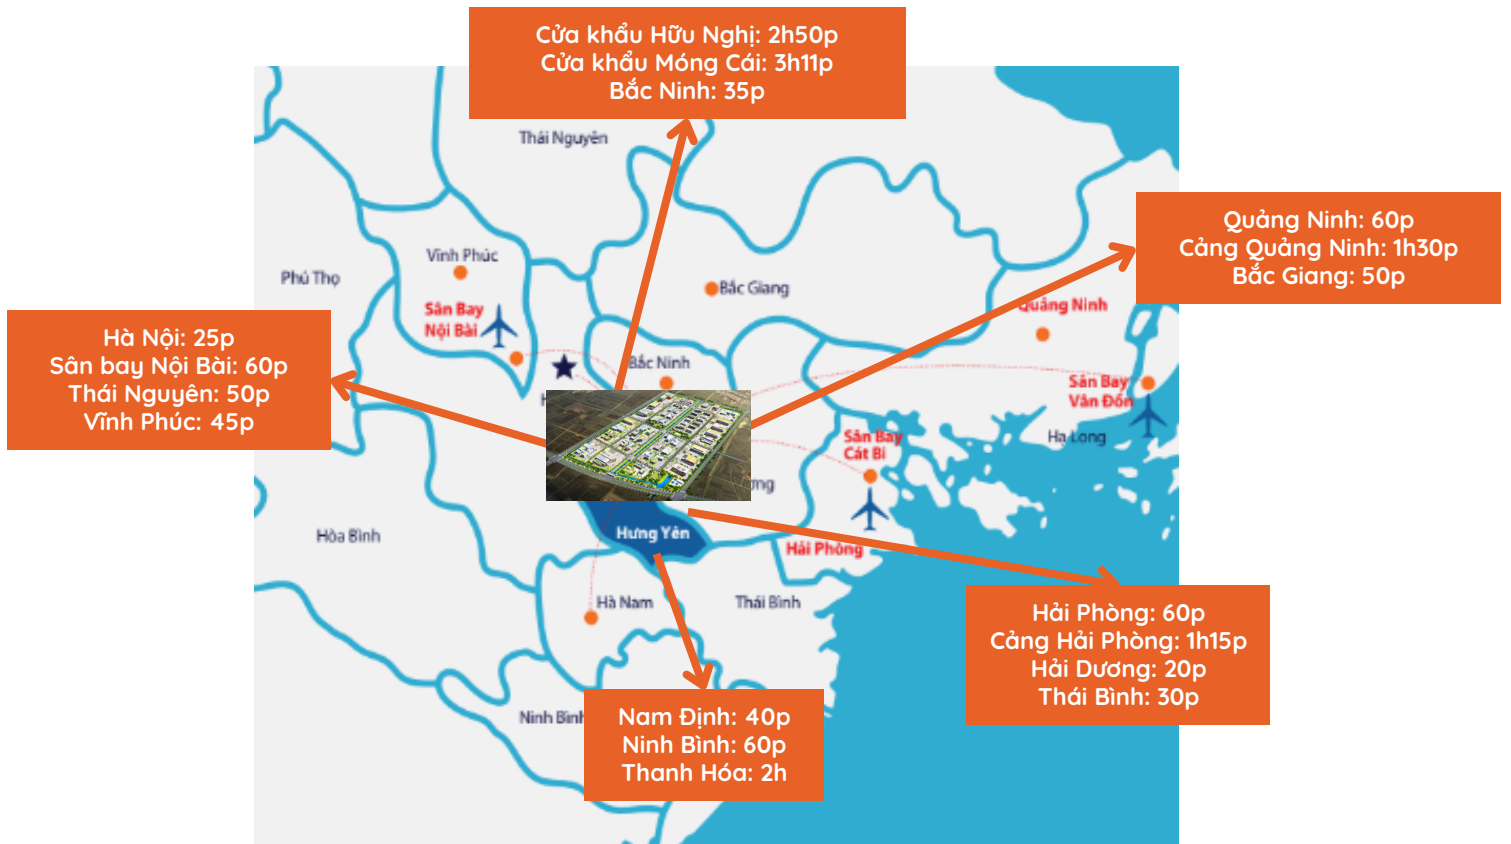 Cửa khẩu Hữu Nghị: 2h50p
Cửa khẩu Móng Cái: 3h11p
Bắc Ninh: 35p
Thái Nguyên
Quảng Ninh: 60p
Cảng Quảng Ninh: 1h30p
Bắc Giang: 50p
Vĩnh Phúc
Phú Thọ
Bắc Giang
Sân Bay
Nội Bài
Quảng Ninh
Hà Nội: 25p
Sân bay Nội Bài: 60p
Thái Nguyên: 50p
Vĩnh Phúc: 45p
Bắc Ninh
Sân Bay
Vân Đồn
Hạ Long
Sân Bay
Cát Bi
Hòa Bình
Hưng Yên
Hải Phòng
Hà Nam
Thái Bình
Hải Phòng: 60p
Cảng Hải Phòng: 1h15p
Hải Dương: 20p
Thái Bình: 30p
Ninh Bình
Nam Định: 40p
Ninh Bình: 60p
Thanh Hóa: 2h